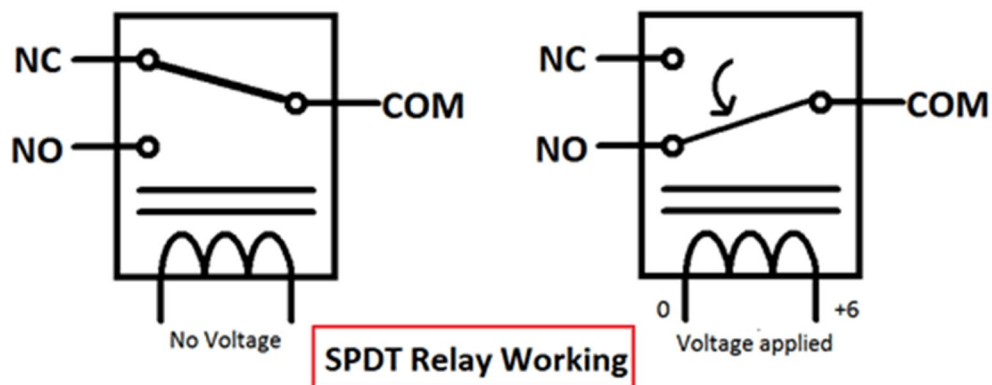 NC
COM
NO
No Voltage
NC
COM
NO
0
+6
Voltage applied
SPDT Relay Working